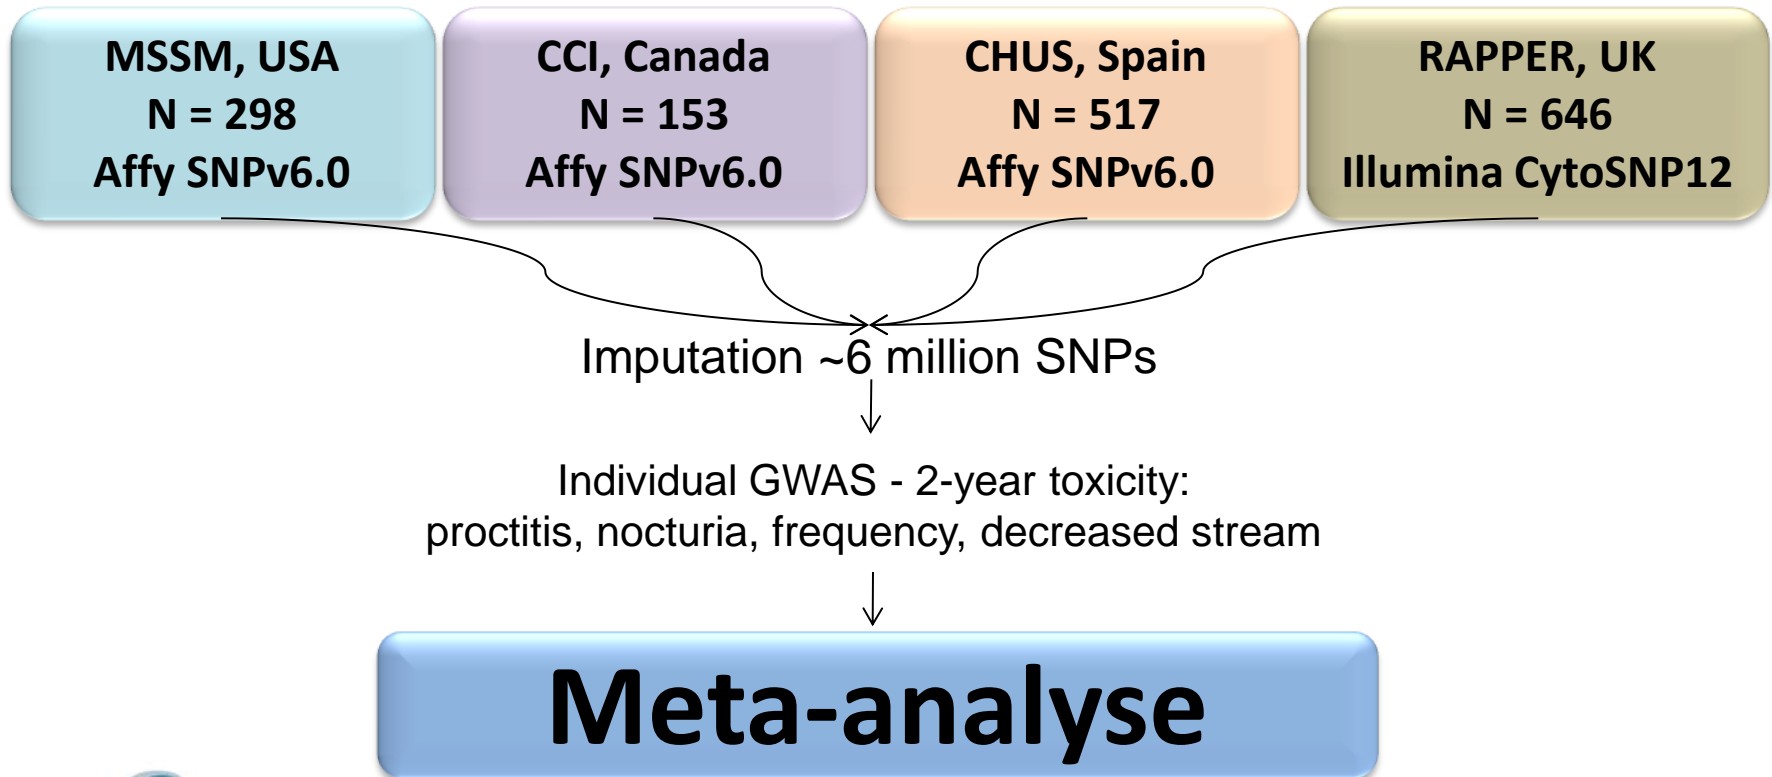 MSSM, USA
N = 298
Affy SNPv6.0
CCI, Canada
N = 153
Affy SNPv6.0
CHUS, Spain
N = 517
Affy SNPv6.0
RAPPER, UK
N = 646
Illumina CytoSNP12
Imputation ~6 million SNPs
Individual GWAS - 2-year toxicity:
proctitis, nocturia, frequency, decreased stream
Meta-analyse